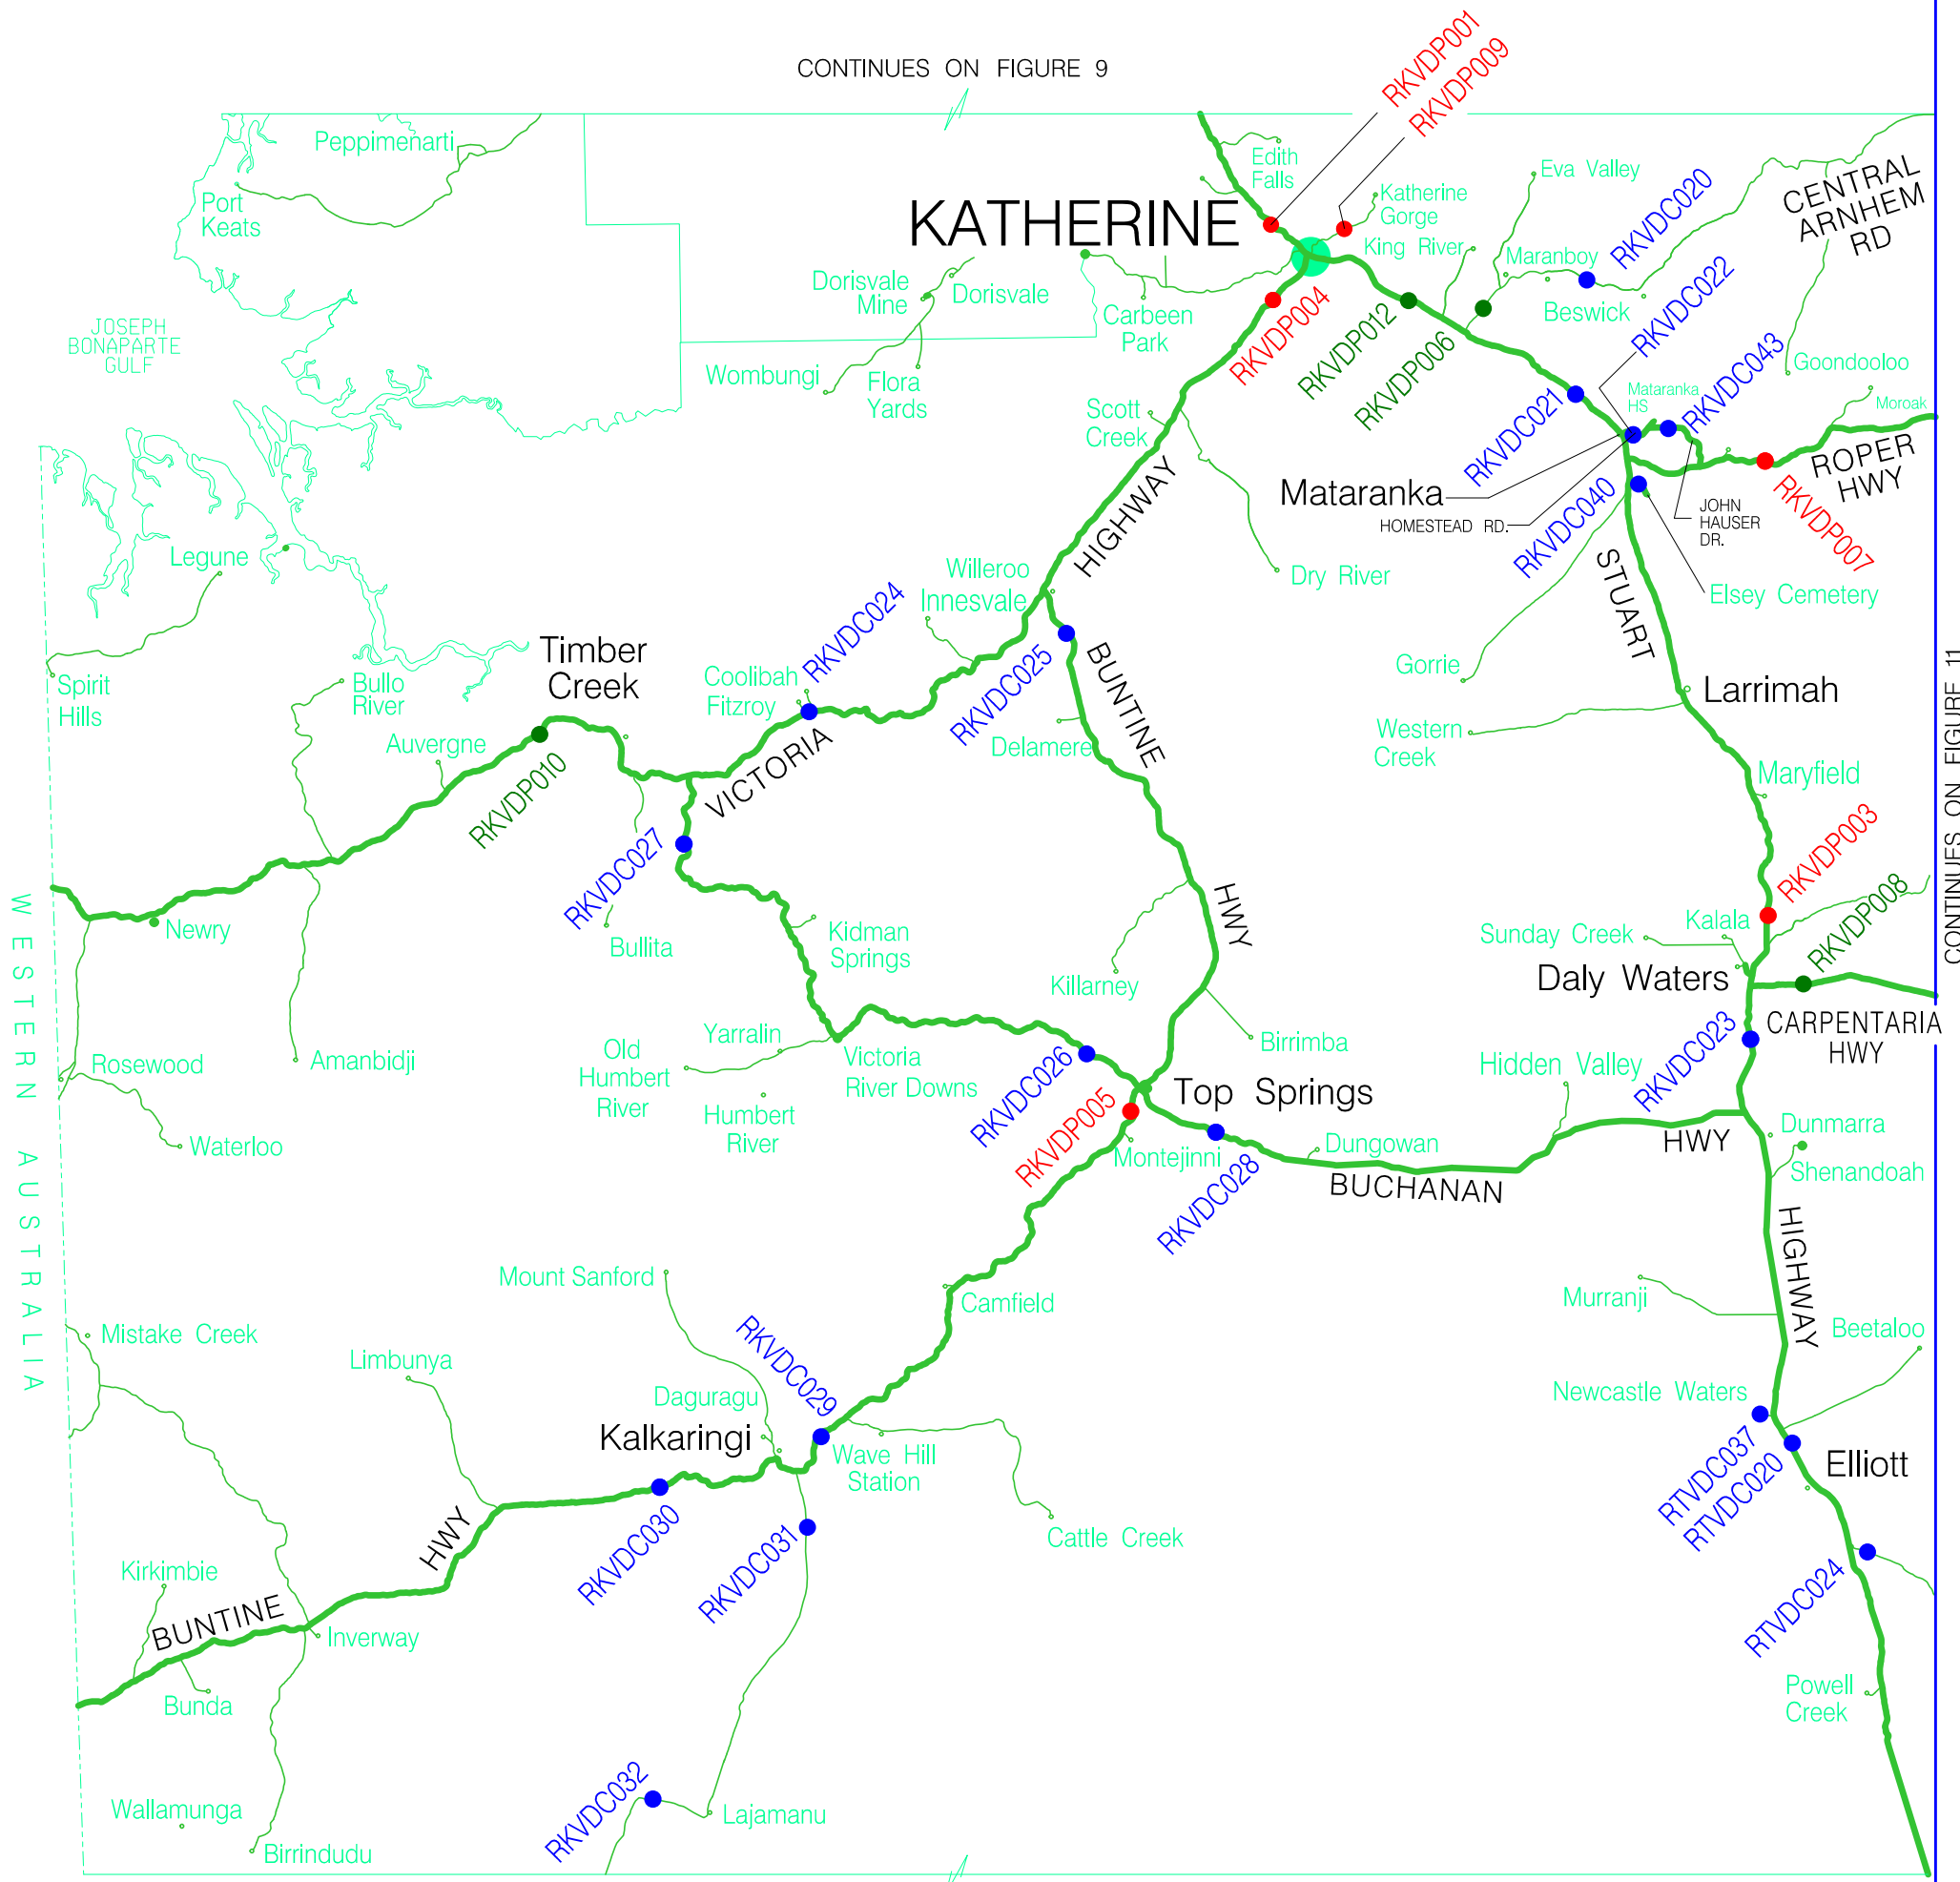 CONTINUES ON FIGURE 9
RKVDP001
RKVDP009
Peppimenarti
Port
Keats
Edith
Falls
Katherine
Gorge
Eva Valley
RKVDC020
CENTRAL
ARNHEM
RD
KATHERINE
King River
Maranboy
Beswick
RKVDC022
Dorisvale
Mine
Dorisvale
Carbeen
Park
RKVDP004
RKVDP012
RKVDP006
JOSEPH
BONAPARTE
GULF
Wombungi
Flora
Yards
Scott
Creek
RKVDC021
Mataranka
HS
RKVDC043
Goondooloo
Moroak
ROPER
HWY
Mataranka
HOMESTEAD RD.
RKVDC040
JOHN
HAUSER
DR.
RKVDP007
HIGHWAY
Legune
Willeroo
Innesvale
Dry River
STUART
Elsey Cemetery
Timber
Creek
Coolibah
Fitzroy
RKVDC024
RKVDC025
BUNTINE
Gorrie
Larrimah
Spirit
Hills
Bullo
River
Auvergne
Delamere
Western
Creek
CONTINUES ON FIGURE 11
RKVDP010
VICTORIA
Maryfield
RKVDC027
RKVDP003
RKVDP008
WESTERN AUSTRALIA
Newry
Bullita
Kidman
Springs
HWY
Kalala
Sunday Creek
Killarney
Daly Waters
CARPENTARIA
HWY
Rosewood
Amanbidji
Yarralin
Old
Humbert
River
Victoria
River Downs
RKVDC026
Birrimba
Hidden Valley
RKVDC023
Humbert
River
RKVDP005
Top Springs
Waterloo
Montejinni
RKVDC028
Dungowan
BUCHANAN
HWY
Dunmarra
Shenandoah
HIGHWAY
Mount Sanford
Camfield
Murranji
Beetaloo
Mistake Creek
Limbunya
RKVDC029
Daguragu
Newcastle Waters
Kalkaringi
Wave Hill
Station
RTVDC037
RTVDC020
Elliott
HWY
RKVDC030
RKVDC031
Cattle Creek
RTVDC024
Kirkimbie
BUNTINE
Inverway
Bunda
Powell
Creek
RKVDC032
Wallamunga
Lajamanu
Birrindudu